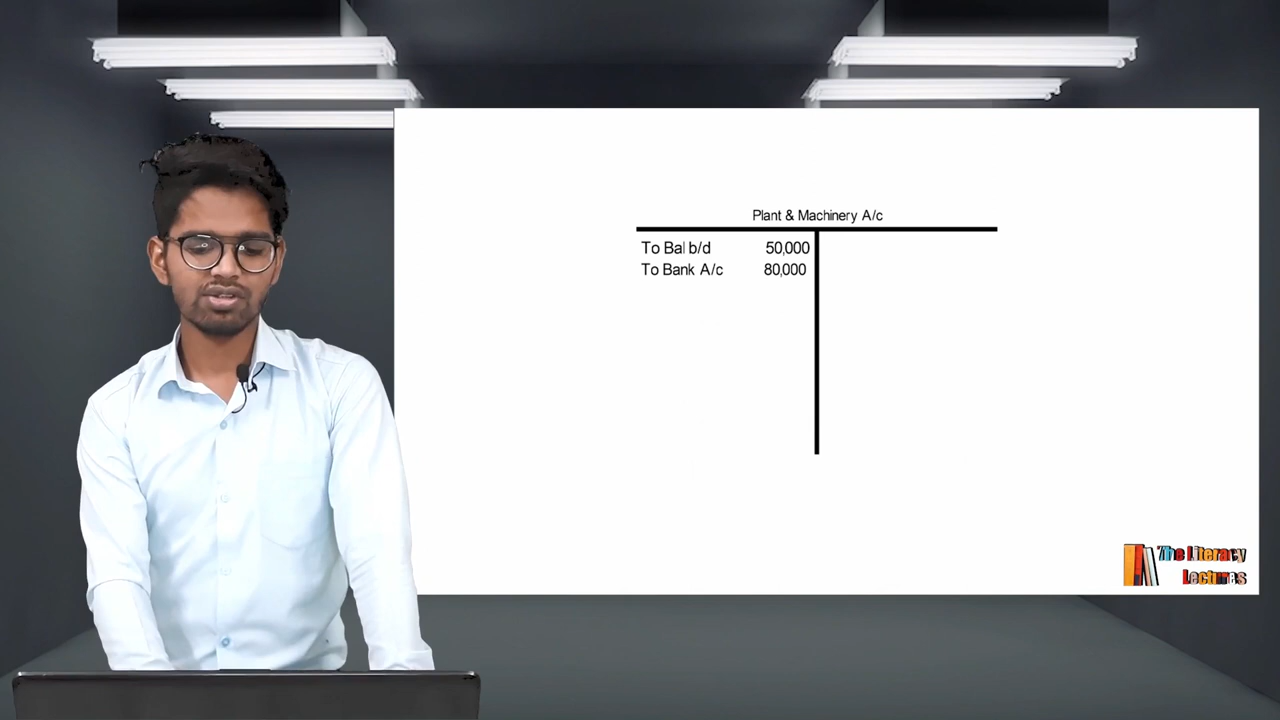 Plant & Machinery A/c
To Bal b/d 50,000
To Bank A/c 80,000
The Literacy
Lectures